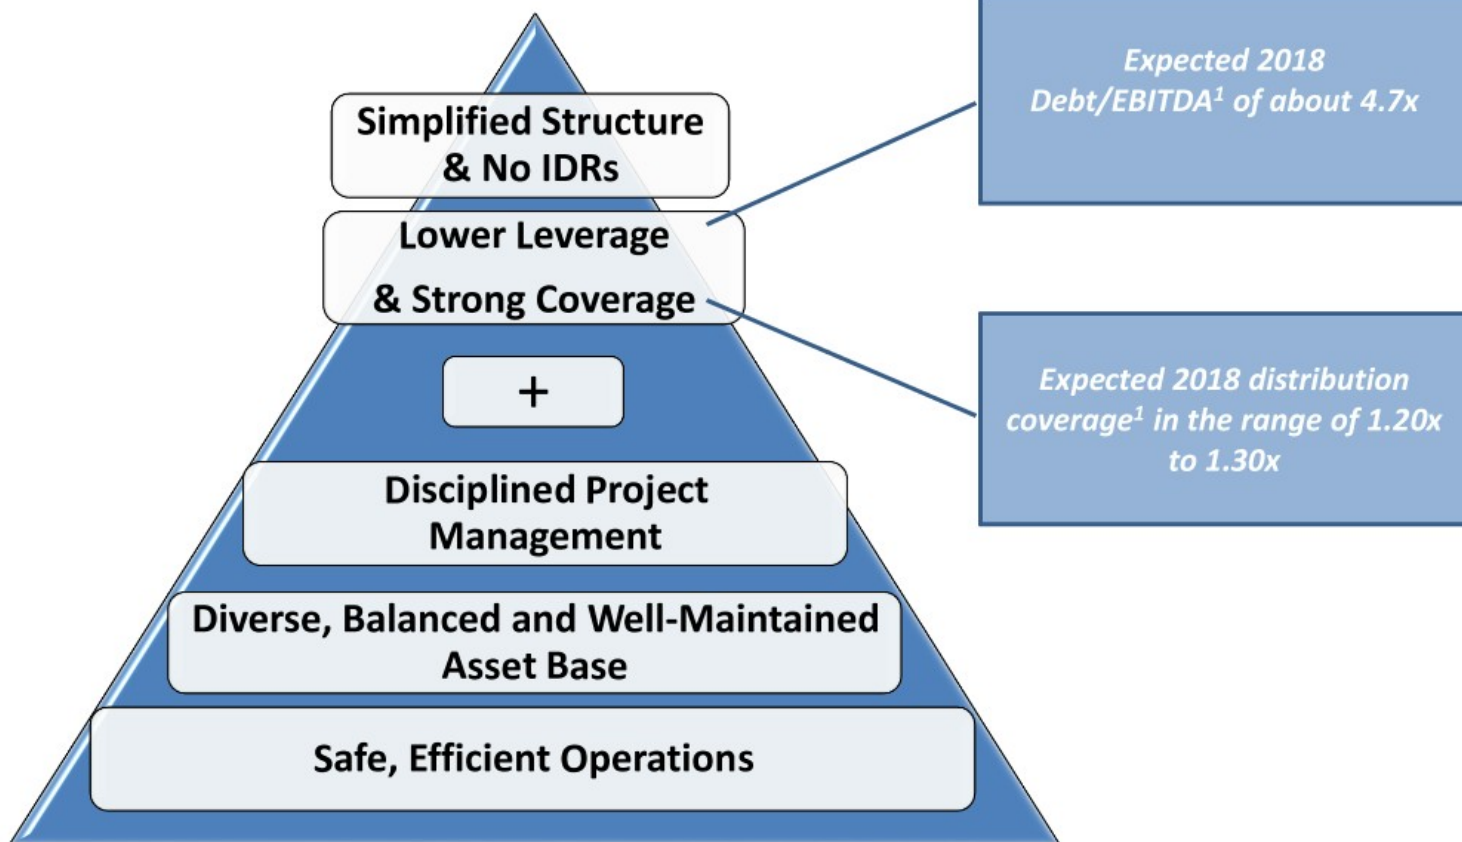 Simplified Structure
& No IDRs
Lower Leverage
& Strong Coverage
+
Disciplined Project
Management
Diverse, Balanced and Well-Maintained
Asset Base
Safe, Efficient Operations
Expected 2018
Debt/EBITDA¹ of about 4.7x
Expected 2018 distribution
coverage¹ in the range of 1.20x
to 1.30x